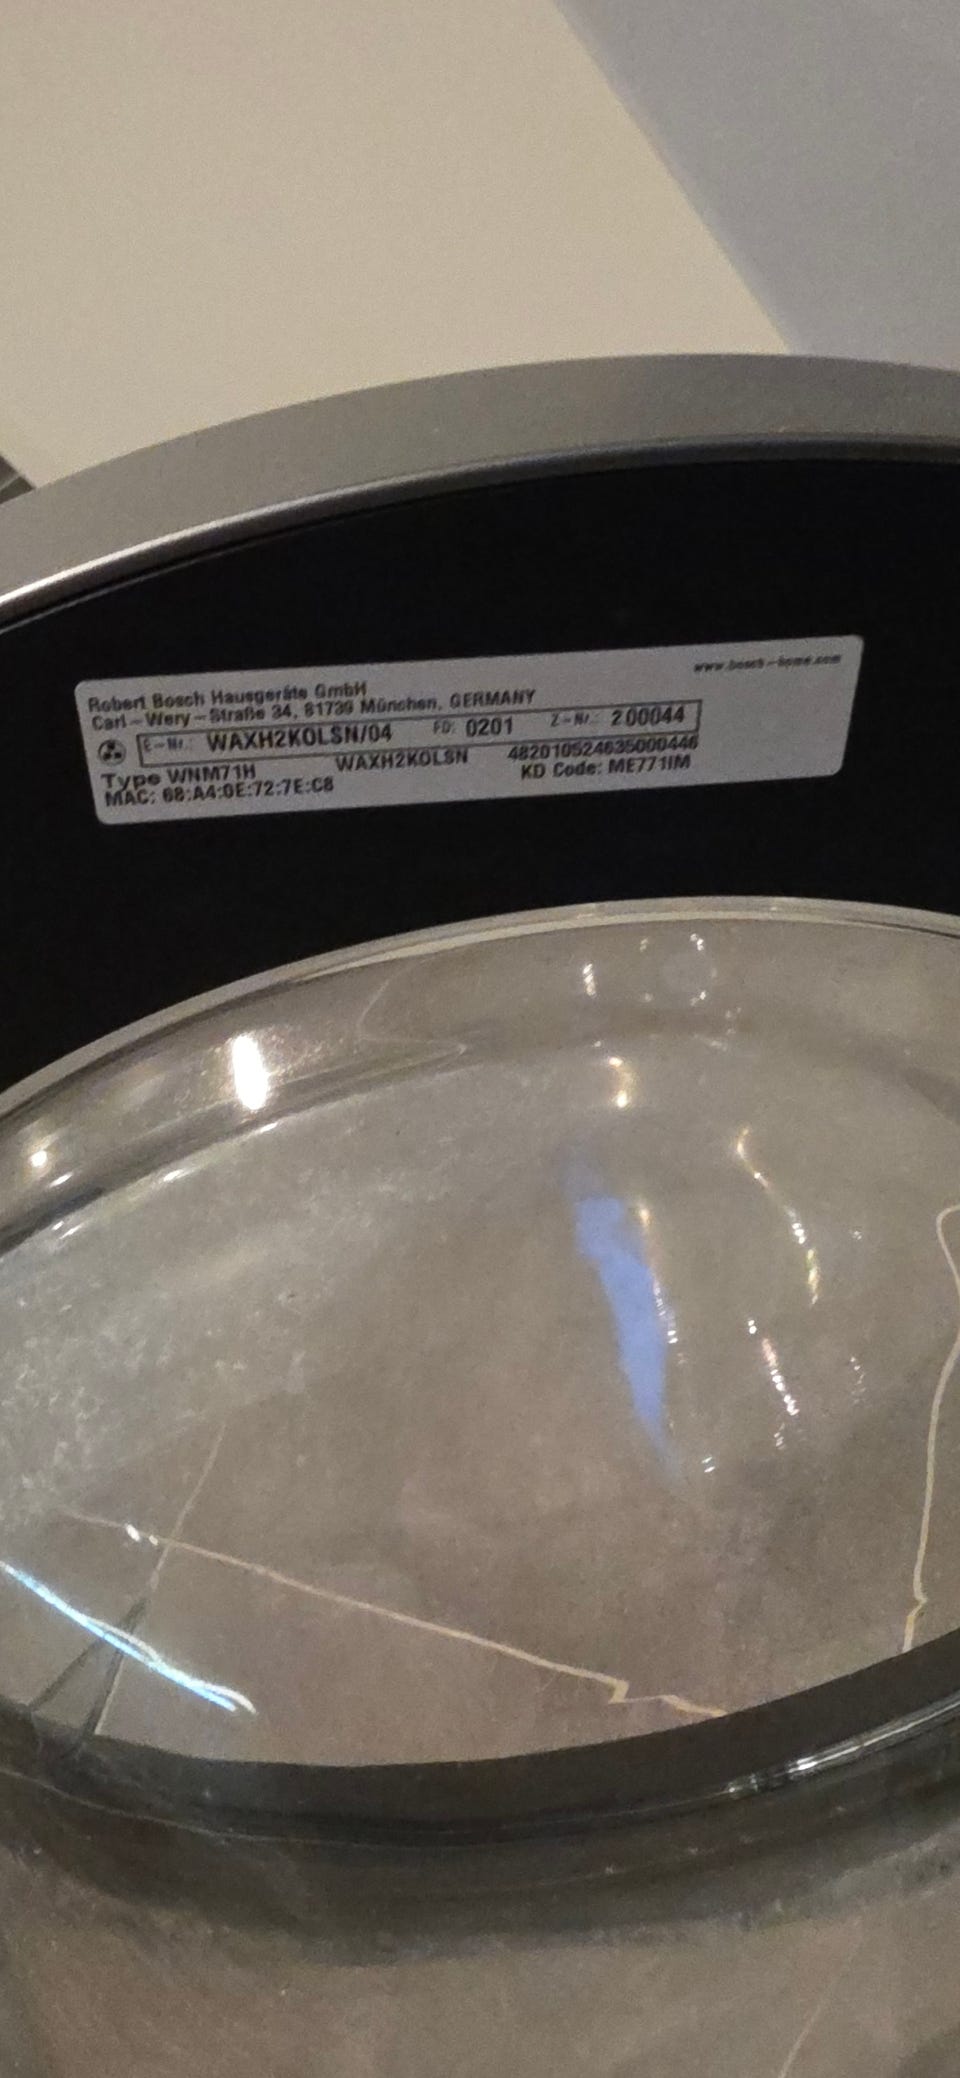 www.bosch-home.com
Robert Bosch Hausgeräte GmbH
Carl-Wery-Straße 34, 81739 München, GERMANY
E-Nr.: WAXH2KOLSN/04 FD: 0201 Z-Nr.: 200044
Type WNM71H WAXH2KOLSN 482010524635000446
MAC: 68:A4:0E:72:7E:C8 KD Code: ME771IM